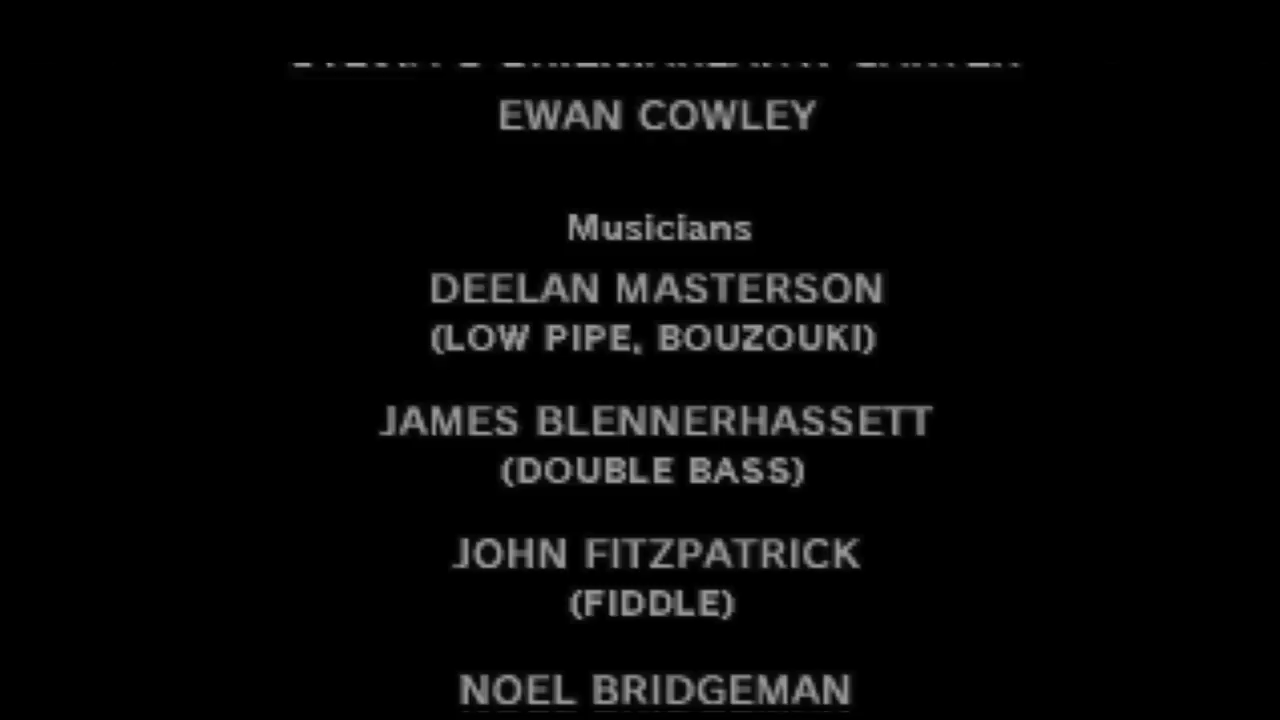 EWAN COWLEY
Musicians
DEELAN MASTERSON
(LOW PIPE, BOUZOUKI)
JAMES BLENNERHASSETT
(DOUBLE BASS)
JOHN FITZPATRICK
(FIDDLE)
NOEL BRIDGEMAN